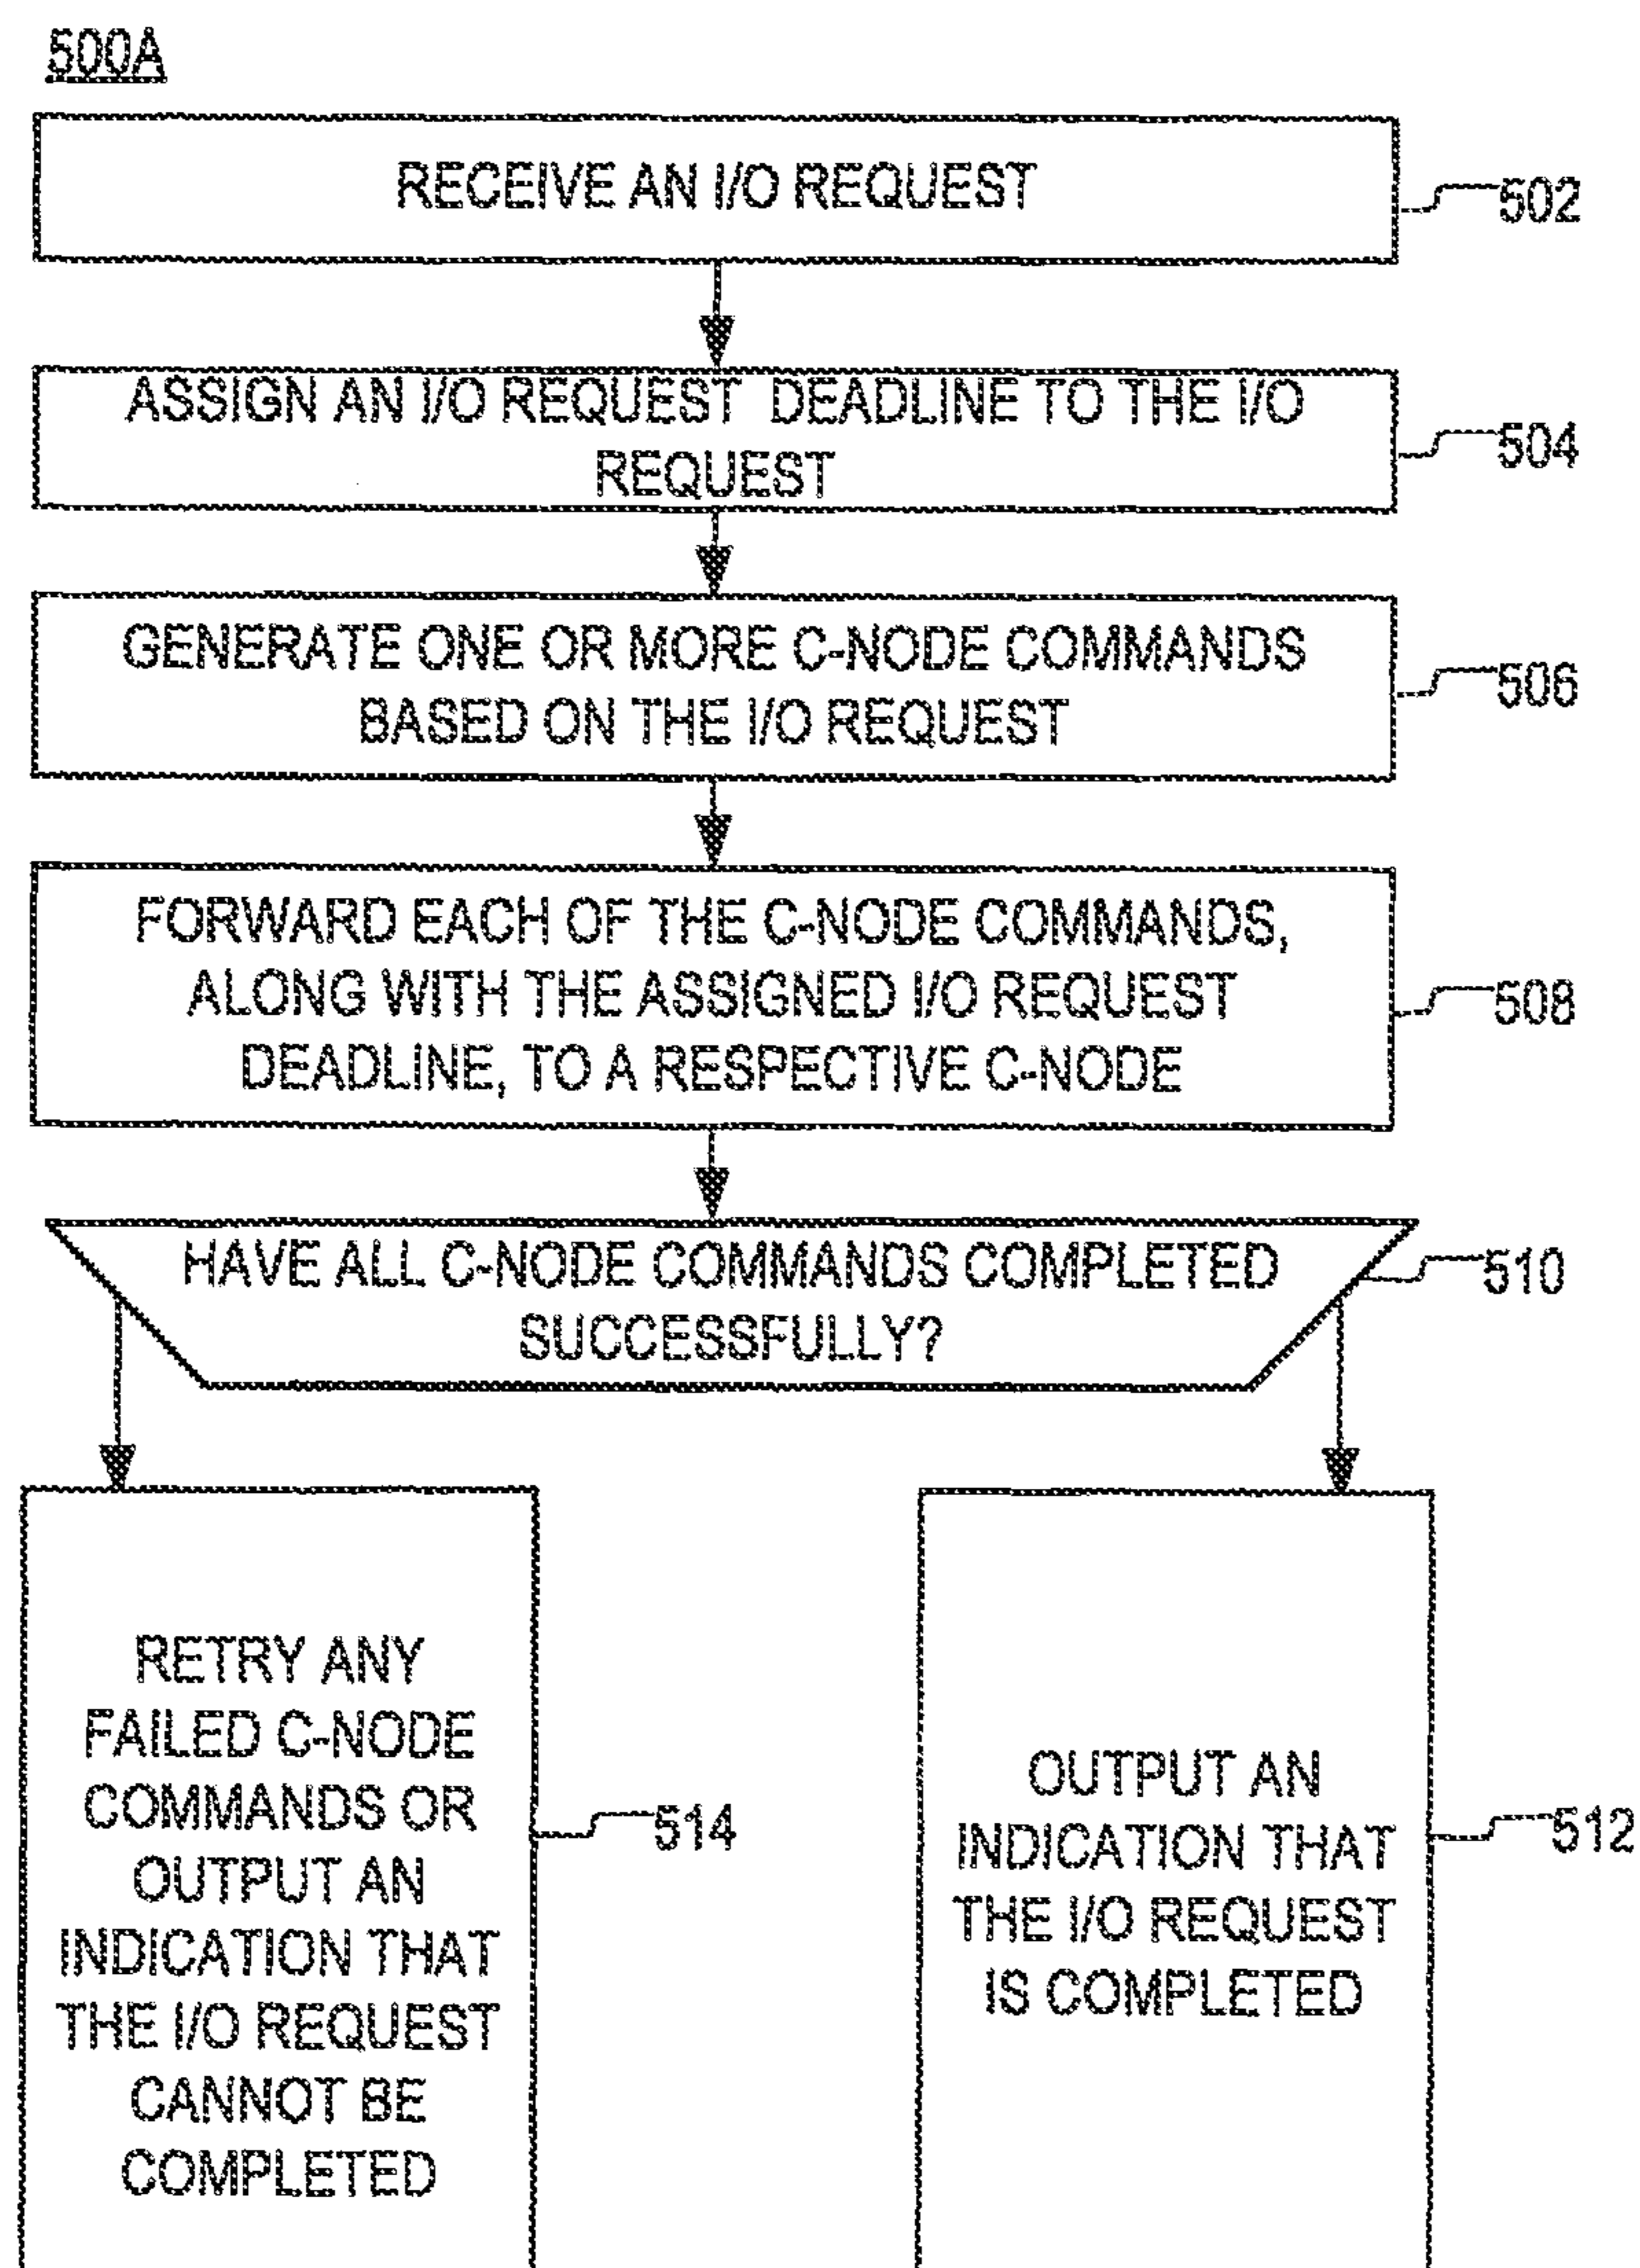 500A
RECEIVE AN I/O REQUEST
502
ASSIGN AN I/O REQUEST DEADLINE TO THE I/O
REQUEST
504
GENERATE ONE OR MORE C-NODE COMMANDS
BASED ON THE I/O REQUEST
506
FORWARD EACH OF THE C-NODE COMMANDS,
ALONG WITH THE ASSIGNED I/O REQUEST
DEADLINE, TO A RESPECTIVE C-NODE
508
HAVE ALL C-NODE COMMANDS COMPLETED
SUCCESSFULLY?
510
RETRY ANY
FAILED C-NODE
COMMANDS OR
OUTPUT AN
INDICATION THAT
THE I/O REQUEST
CANNOT BE
COMPLETED
514
OUTPUT AN
INDICATION THAT
THE I/O REQUEST
IS COMPLETED
512